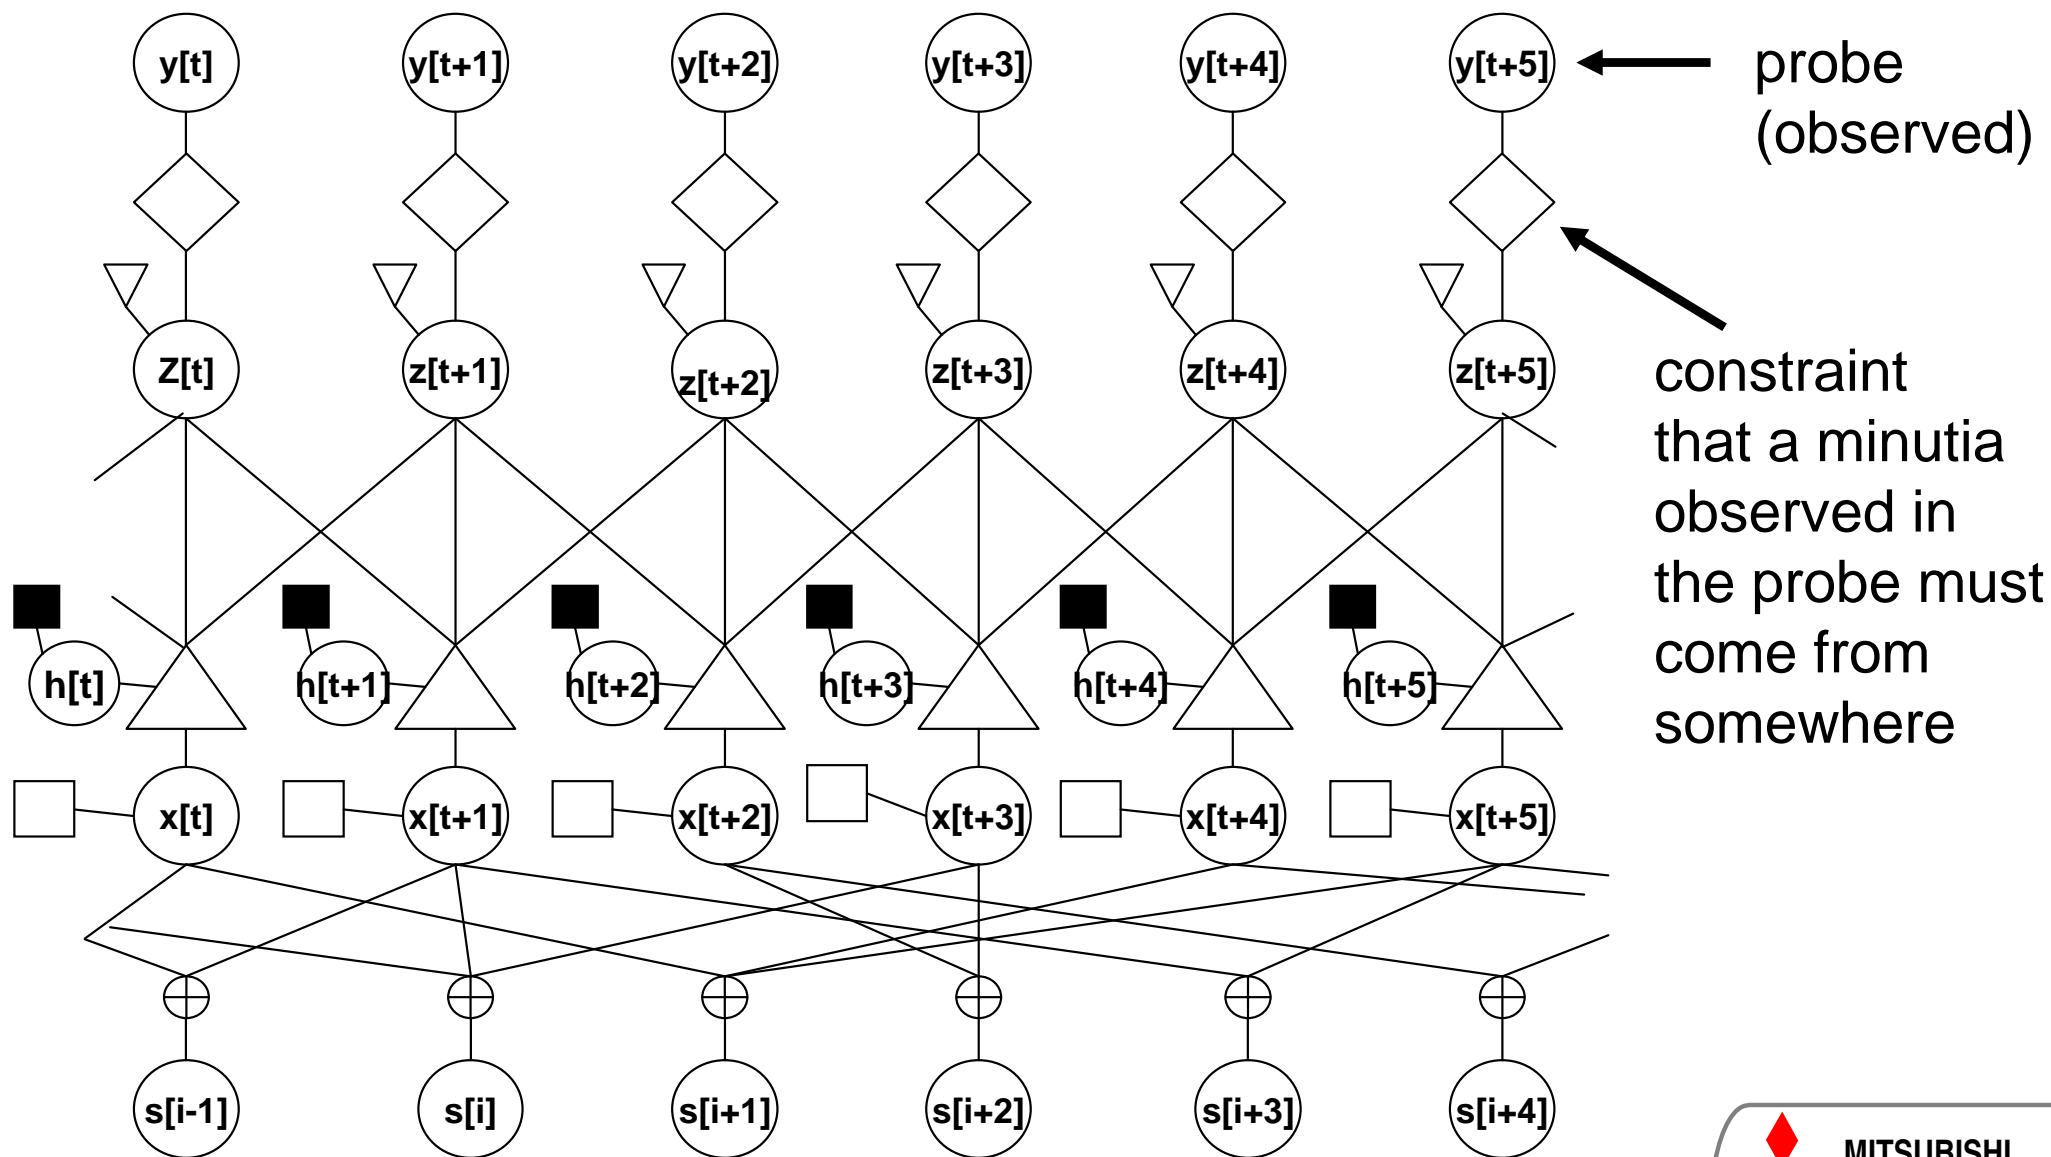 y[t] y[t+1] y[t+2] y[t+3] y[t+4] y[t+5]
probe
(observed)
Z[t] z[t+1] z[t+2] z[t+3] z[t+4] z[t+5]
constraint
that a minutia
observed in
the probe must
come from
somewhere
h[t] h[t+1] h[t+2] h[t+3] h[t+4] h[t+5]
x[t] x[t+1] x[t+2] x[t+3] x[t+4] x[t+5]
s[i-1] s[i] s[i+1] s[i+2] s[i+3] s[i+4]
MITSUBISHI